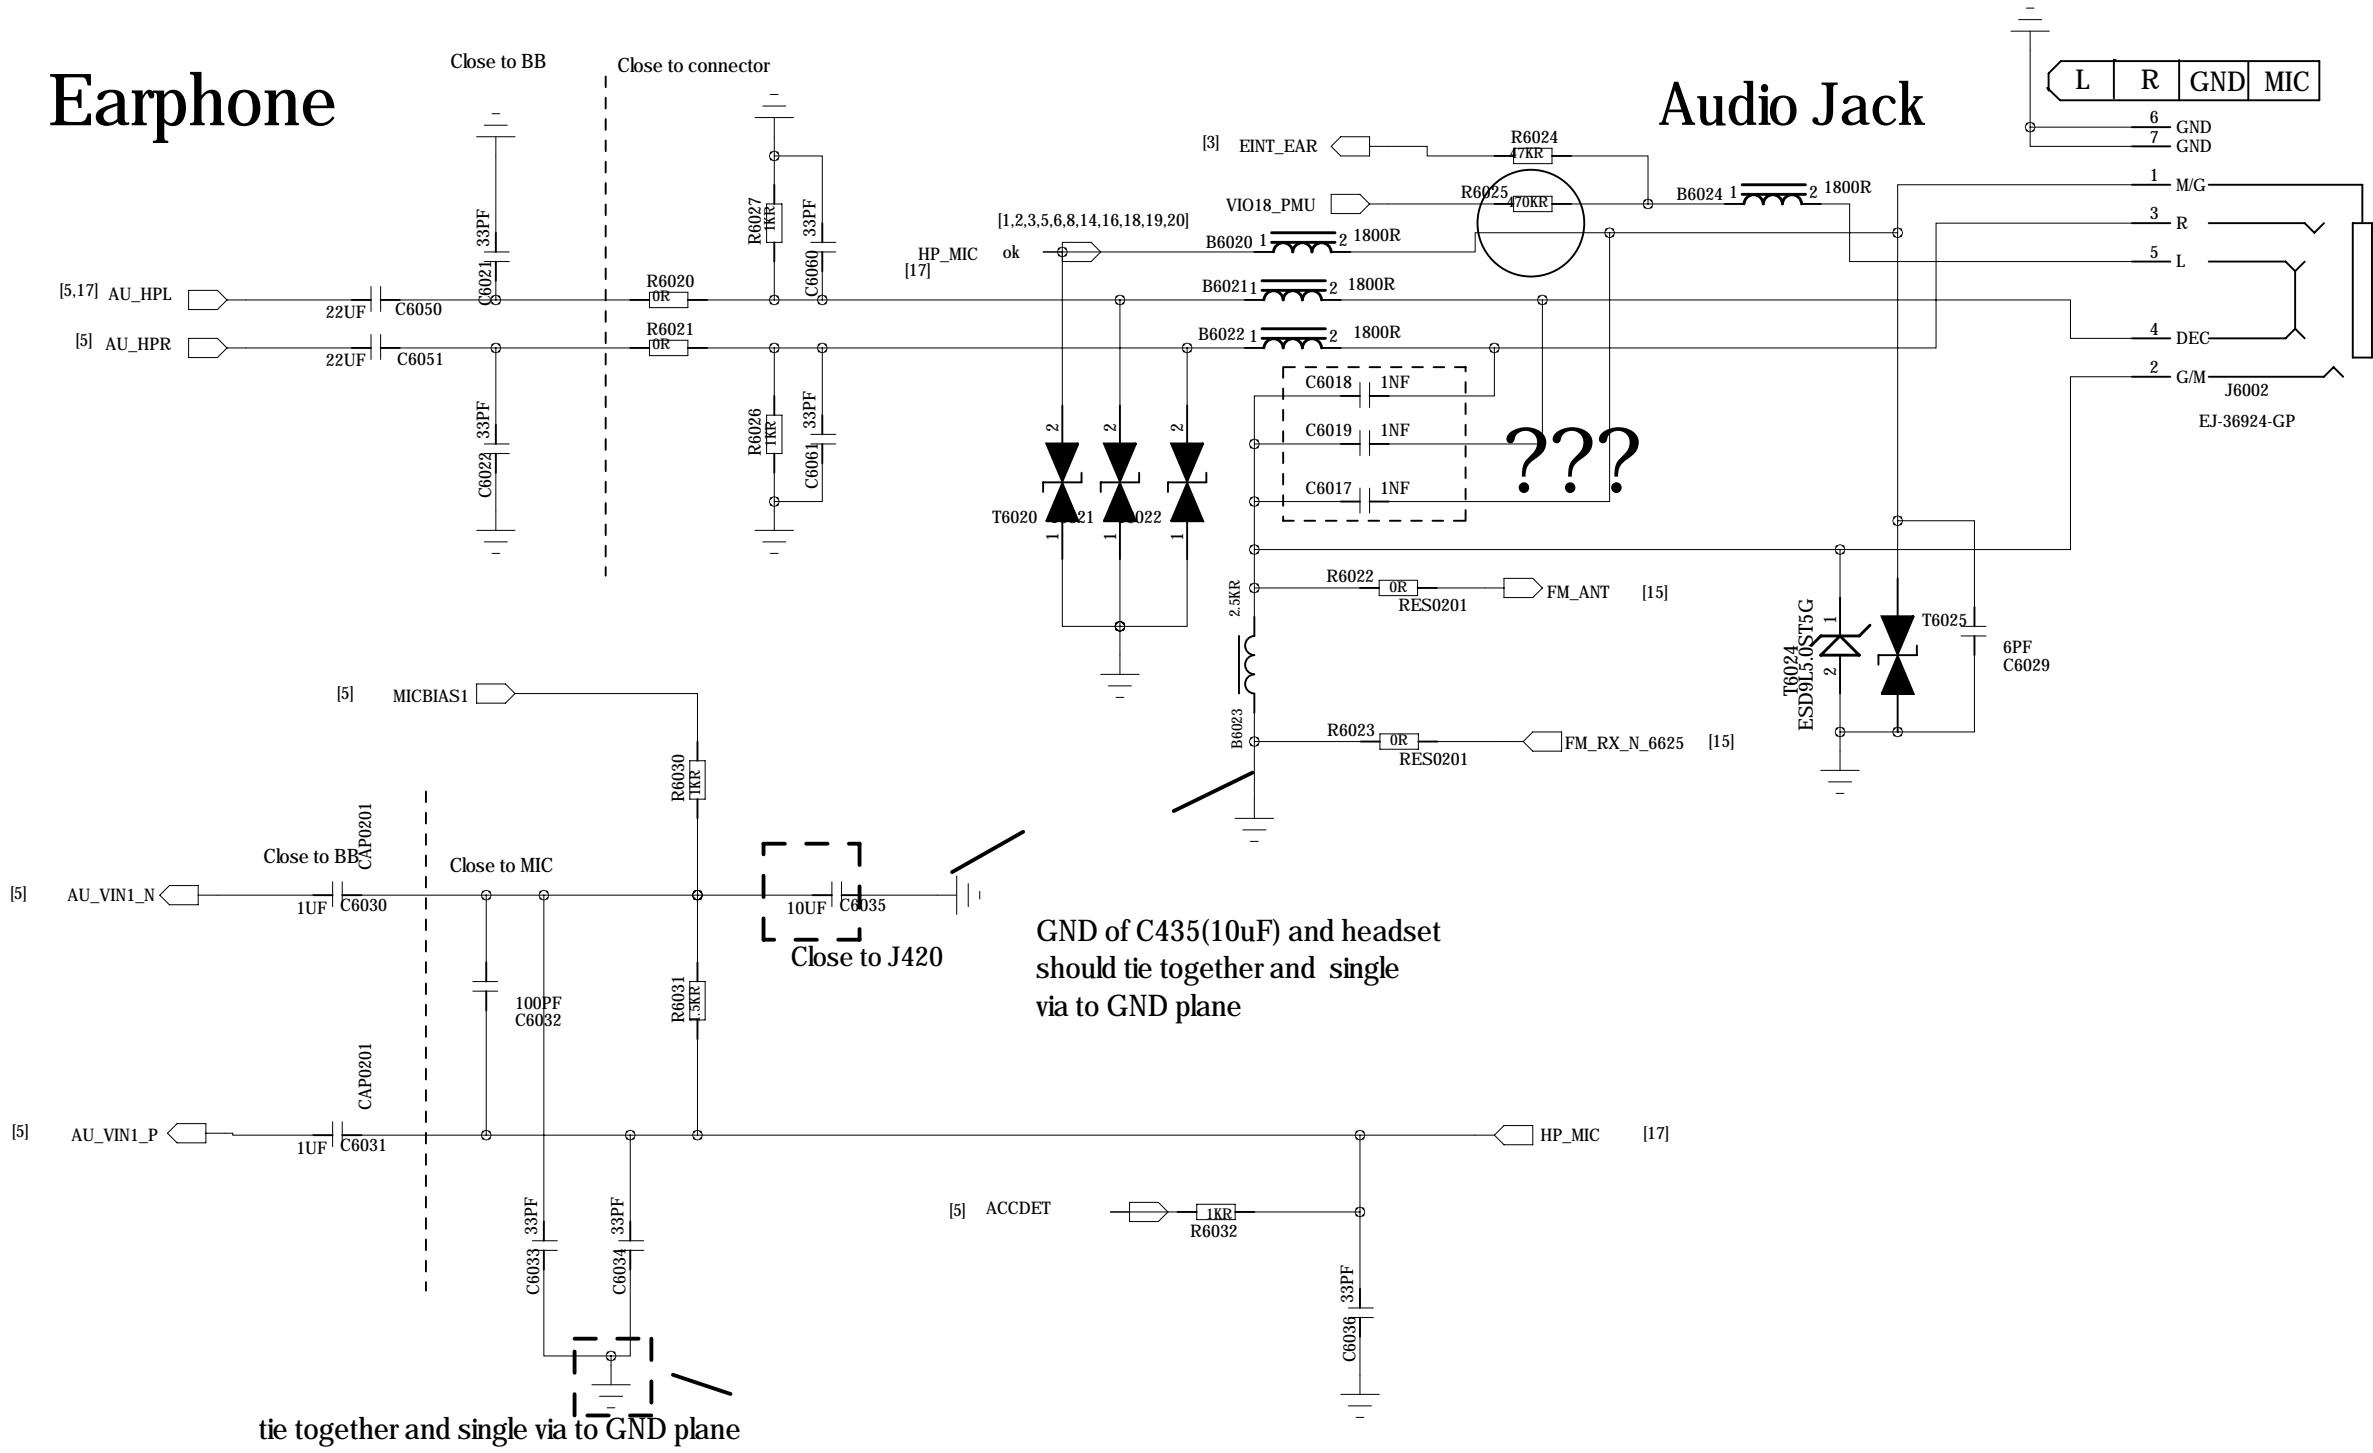 Earphone
Close to BB
Close to connector
Audio Jack
L R GND MIC
6 GND
7 GND
1 M/G
3 R
5 L
4 DEC
2 G/M
J6002
EJ-36924-GP
[3] EINT_EAR
R6024
47KR
VIO18_PMU
R6025
470KR
B6024 1 2 1800R
[1,2,3,5,6,8,14,16,18,19,20]
HP_MIC ok
[17]
B6020 1 2 1800R
B6021 1 2 1800R
B6022 1 2 1800R
[5,17] AU_HPL
22UF C6050
[5] AU_HPR
22UF C6051
33PF
C6021
33PF
C6022
R6020
0R
R6021
0R
R6027
1KR
33PF
C6060
R6026
1KR
33PF
C6061
C6018 1NF
C6019 1NF
C6017 1NF
???
2 2 2
T6020
1 1 1
R6022
0R
RES0201
FM_ANT [15]
2.5KR
B6023
R6023
0R
RES0201
FM_RX_N_6625 [15]
T6024
ESD9L5.0ST5G
1
2
T6025
6PF
C6029
[5] MICBIAS1
R6030
1KR
CAP0201
Close to BB
Close to MIC
[5] AU_VIN1_N
1UF C6030
10UF C6035
Close to J420
GND of C435(10uF) and headset
should tie together and single
via to GND plane
100PF
C6032
R6031
CAP0201
[5] AU_VIN1_P
1UF C6031
HP_MIC [17]
33PF
C6033
33PF
C6034
[5] ACCDET
1KR
R6032
33PF
C6036
tie together and single via to GND plane